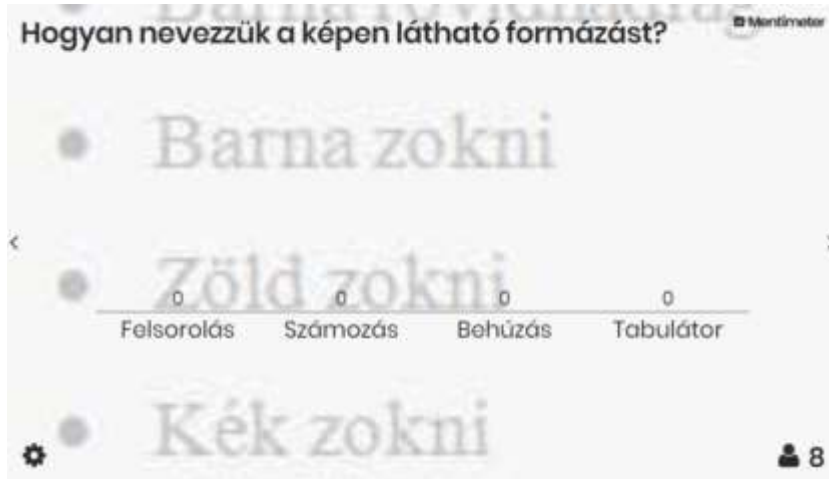 Hogyan nevezzük a képen látható formázást?
Mentimeter
Barna zokni
Zöld zokni
0 0 0 0
Felsorolás Számozás Behúzás Tabulátor
Kék zokni
8